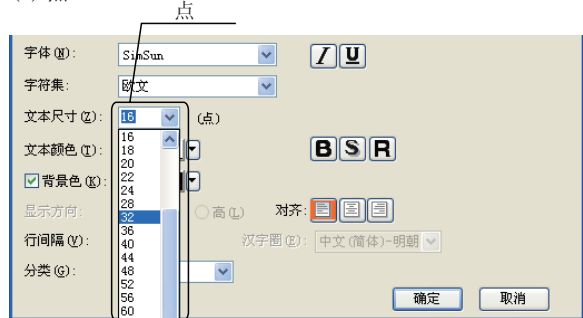 点
字体(N): SimSun I U
字符集: 欧文
文本尺寸(Z): 16 (点)
16
文本颜色(T): 18 B S R
20
背景色(K): 22
24
28
显示方向: 32 高(L) 对齐:
36
行间隔(V): 40 汉字圈(E): 中文(简体)-明朝
44
分类(G): 48
52
56 确定 取消
60